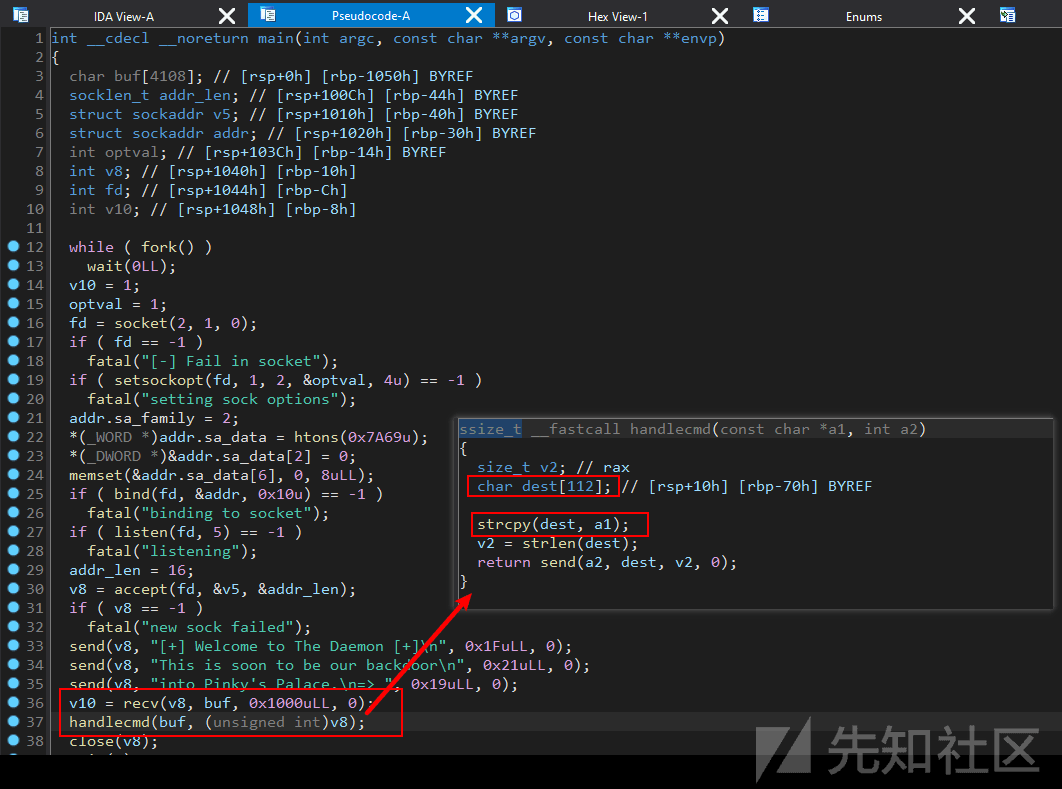 IDA View-A Pseudocode-A Hex View-1 Enums
1 int __cdecl __noreturn main(int argc, const char **argv, const char **envp)
2 {
3 char buf[4108]; // [rsp+0h] [rbp-1050h] BYREF
4 socklen_t addr_len; // [rsp+100Ch] [rbp-44h] BYREF
5 struct sockaddr v5; // [rsp+1010h] [rbp-40h] BYREF
6 struct sockaddr addr; // [rsp+1020h] [rbp-30h] BYREF
7 int optval; // [rsp+103Ch] [rbp-14h] BYREF
8 int v8; // [rsp+1040h] [rbp-10h]
9 int fd; // [rsp+1044h] [rbp-Ch]
10 int v10; // [rsp+1048h] [rbp-8h]
11
12 while ( fork() )
13 wait(0LL);
14 v10 = 1;
15 optval = 1;
16 fd = socket(2, 1, 0);
17 if ( fd == -1 )
18 fatal("[-] Fail in socket");
19 if ( setsockopt(fd, 1, 2, &optval, 4u) == -1 )
20 fatal("setting sock options");
21 addr.sa_family = 2;
22 *(_WORD *)addr.sa_data = htons(0x7A69u);
23 *(_DWORD *)&addr.sa_data[2] = 0;
24 memset(&addr.sa_data[6], 0, 8uLL);
25 if ( bind(fd, &addr, 0x10u) == -1 )
26 fatal("binding to socket");
27 if ( listen(fd, 5) == -1 )
28 fatal("listening");
29 addr_len = 16;
30 v8 = accept(fd, &v5, &addr_len);
31 if ( v8 == -1 )
32 fatal("new sock failed");
33 send(v8, "[+] Welcome to The Daemon [+]\n", 0x1FuLL, 0);
34 send(v8, "This is soon to be our backdoor\n", 0x21uLL, 0);
35 send(v8, "into Pinky's Palace.\n=> ", 0x19uLL, 0);
36 v10 = recv(v8, buf, 0x1000uLL, 0);
37 handlecmd(buf, (unsigned int)v8);
38 close(v8);
ssize_t __fastcall handlecmd(const char *a1, int a2)
{
size_t v2; // rax
char dest[112]; // [rsp+10h] [rbp-70h] BYREF
strcpy(dest, a1);
v2 = strlen(dest);
return send(a2, dest, v2, 0);
}
先知社区